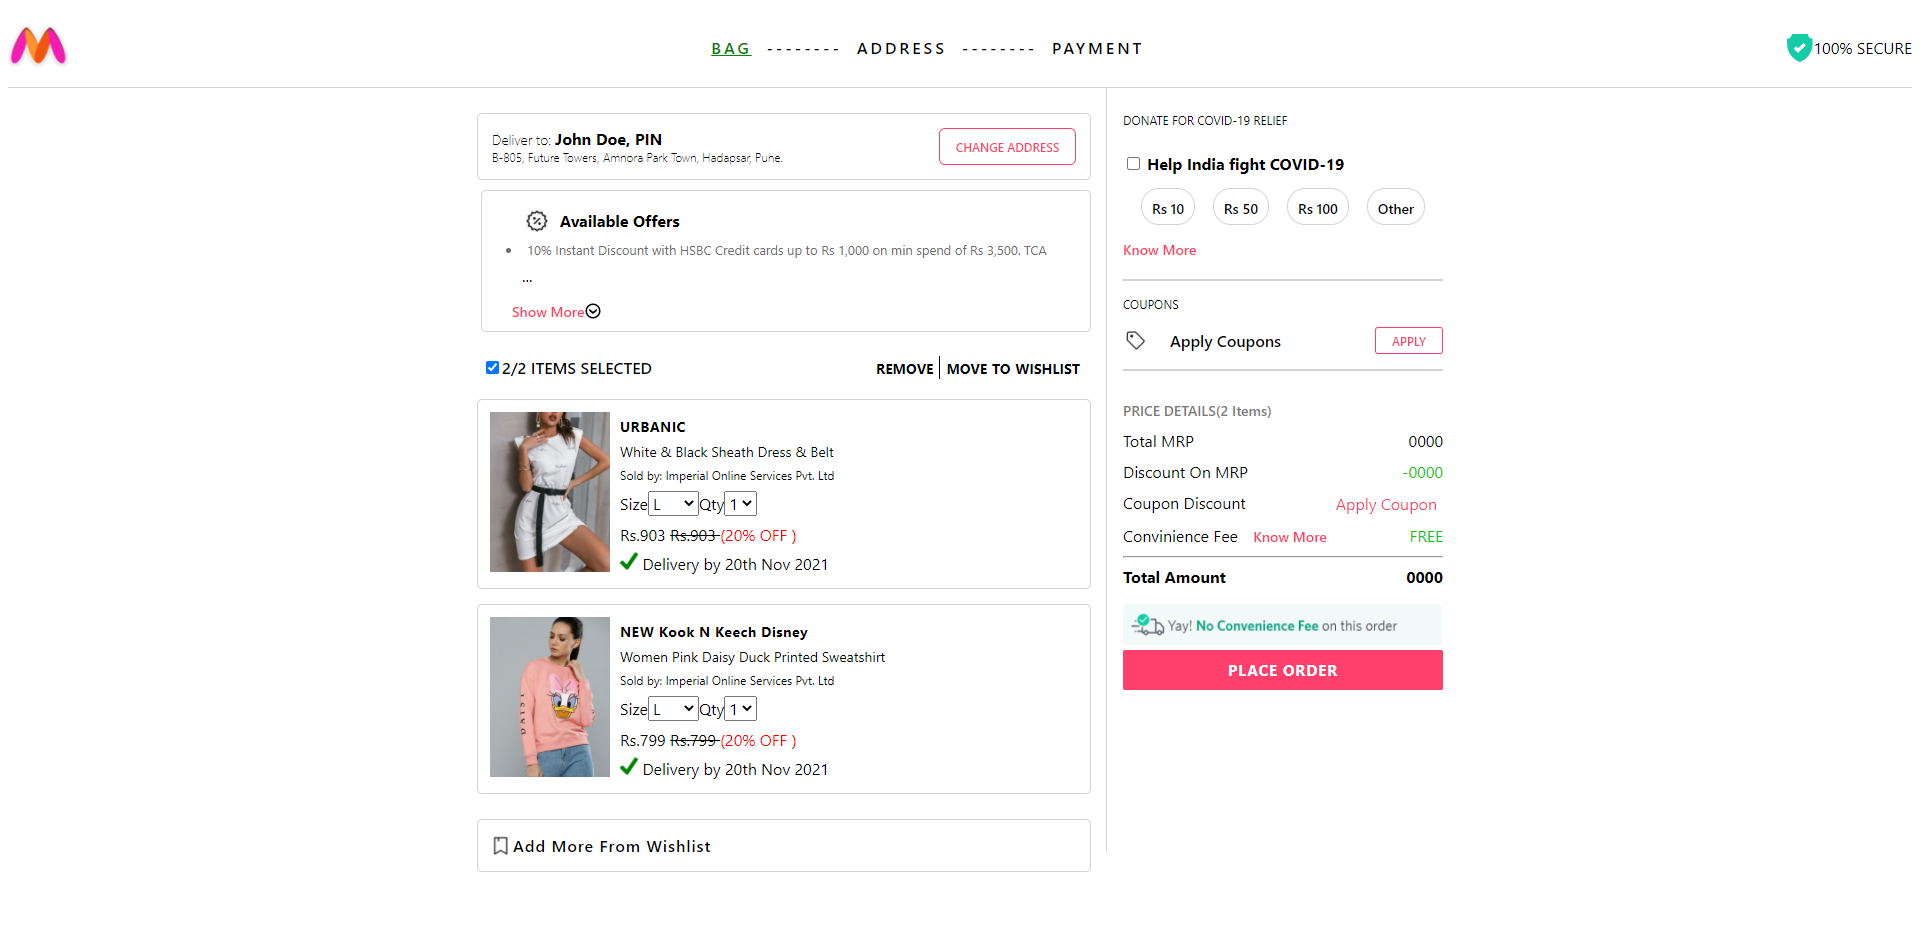 BAG -------- ADDRESS -------- PAYMENT
100% SECURE
Deliver to: John Doe, PIN
B-805, Future Towers, Amnora Park Town, Hadapsar, Pune.
CHANGE ADDRESS
Available Offers
• 10% Instant Discount with HSBC Credit cards up to Rs 1,000 on min spend of Rs 3,500. TCA
...
Show More
2/2 ITEMS SELECTED
REMOVE MOVE TO WISHLIST
URBANIC
White & Black Sheath Dress & Belt
Sold by: Imperial Online Services Pvt. Ltd
Size L Qty 1
Rs.903 Rs.903 (20% OFF )
Delivery by 20th Nov 2021
NEW Kook N Keech Disney
Women Pink Daisy Duck Printed Sweatshirt
Sold by: Imperial Online Services Pvt. Ltd
Size L Qty 1
Rs.799 Rs.799 (20% OFF )
Delivery by 20th Nov 2021
Add More From Wishlist
DONATE FOR COVID-19 RELIEF
Help India fight COVID-19
Rs 10 Rs 50 Rs 100 Other
Know More
COUPONS
Apply Coupons APPLY
PRICE DETAILS(2 Items)
Total MRP 0000
Discount On MRP -0000
Coupon Discount Apply Coupon
Convinience Fee Know More FREE
Total Amount 0000
Yay! No Convenience Fee on this order
PLACE ORDER